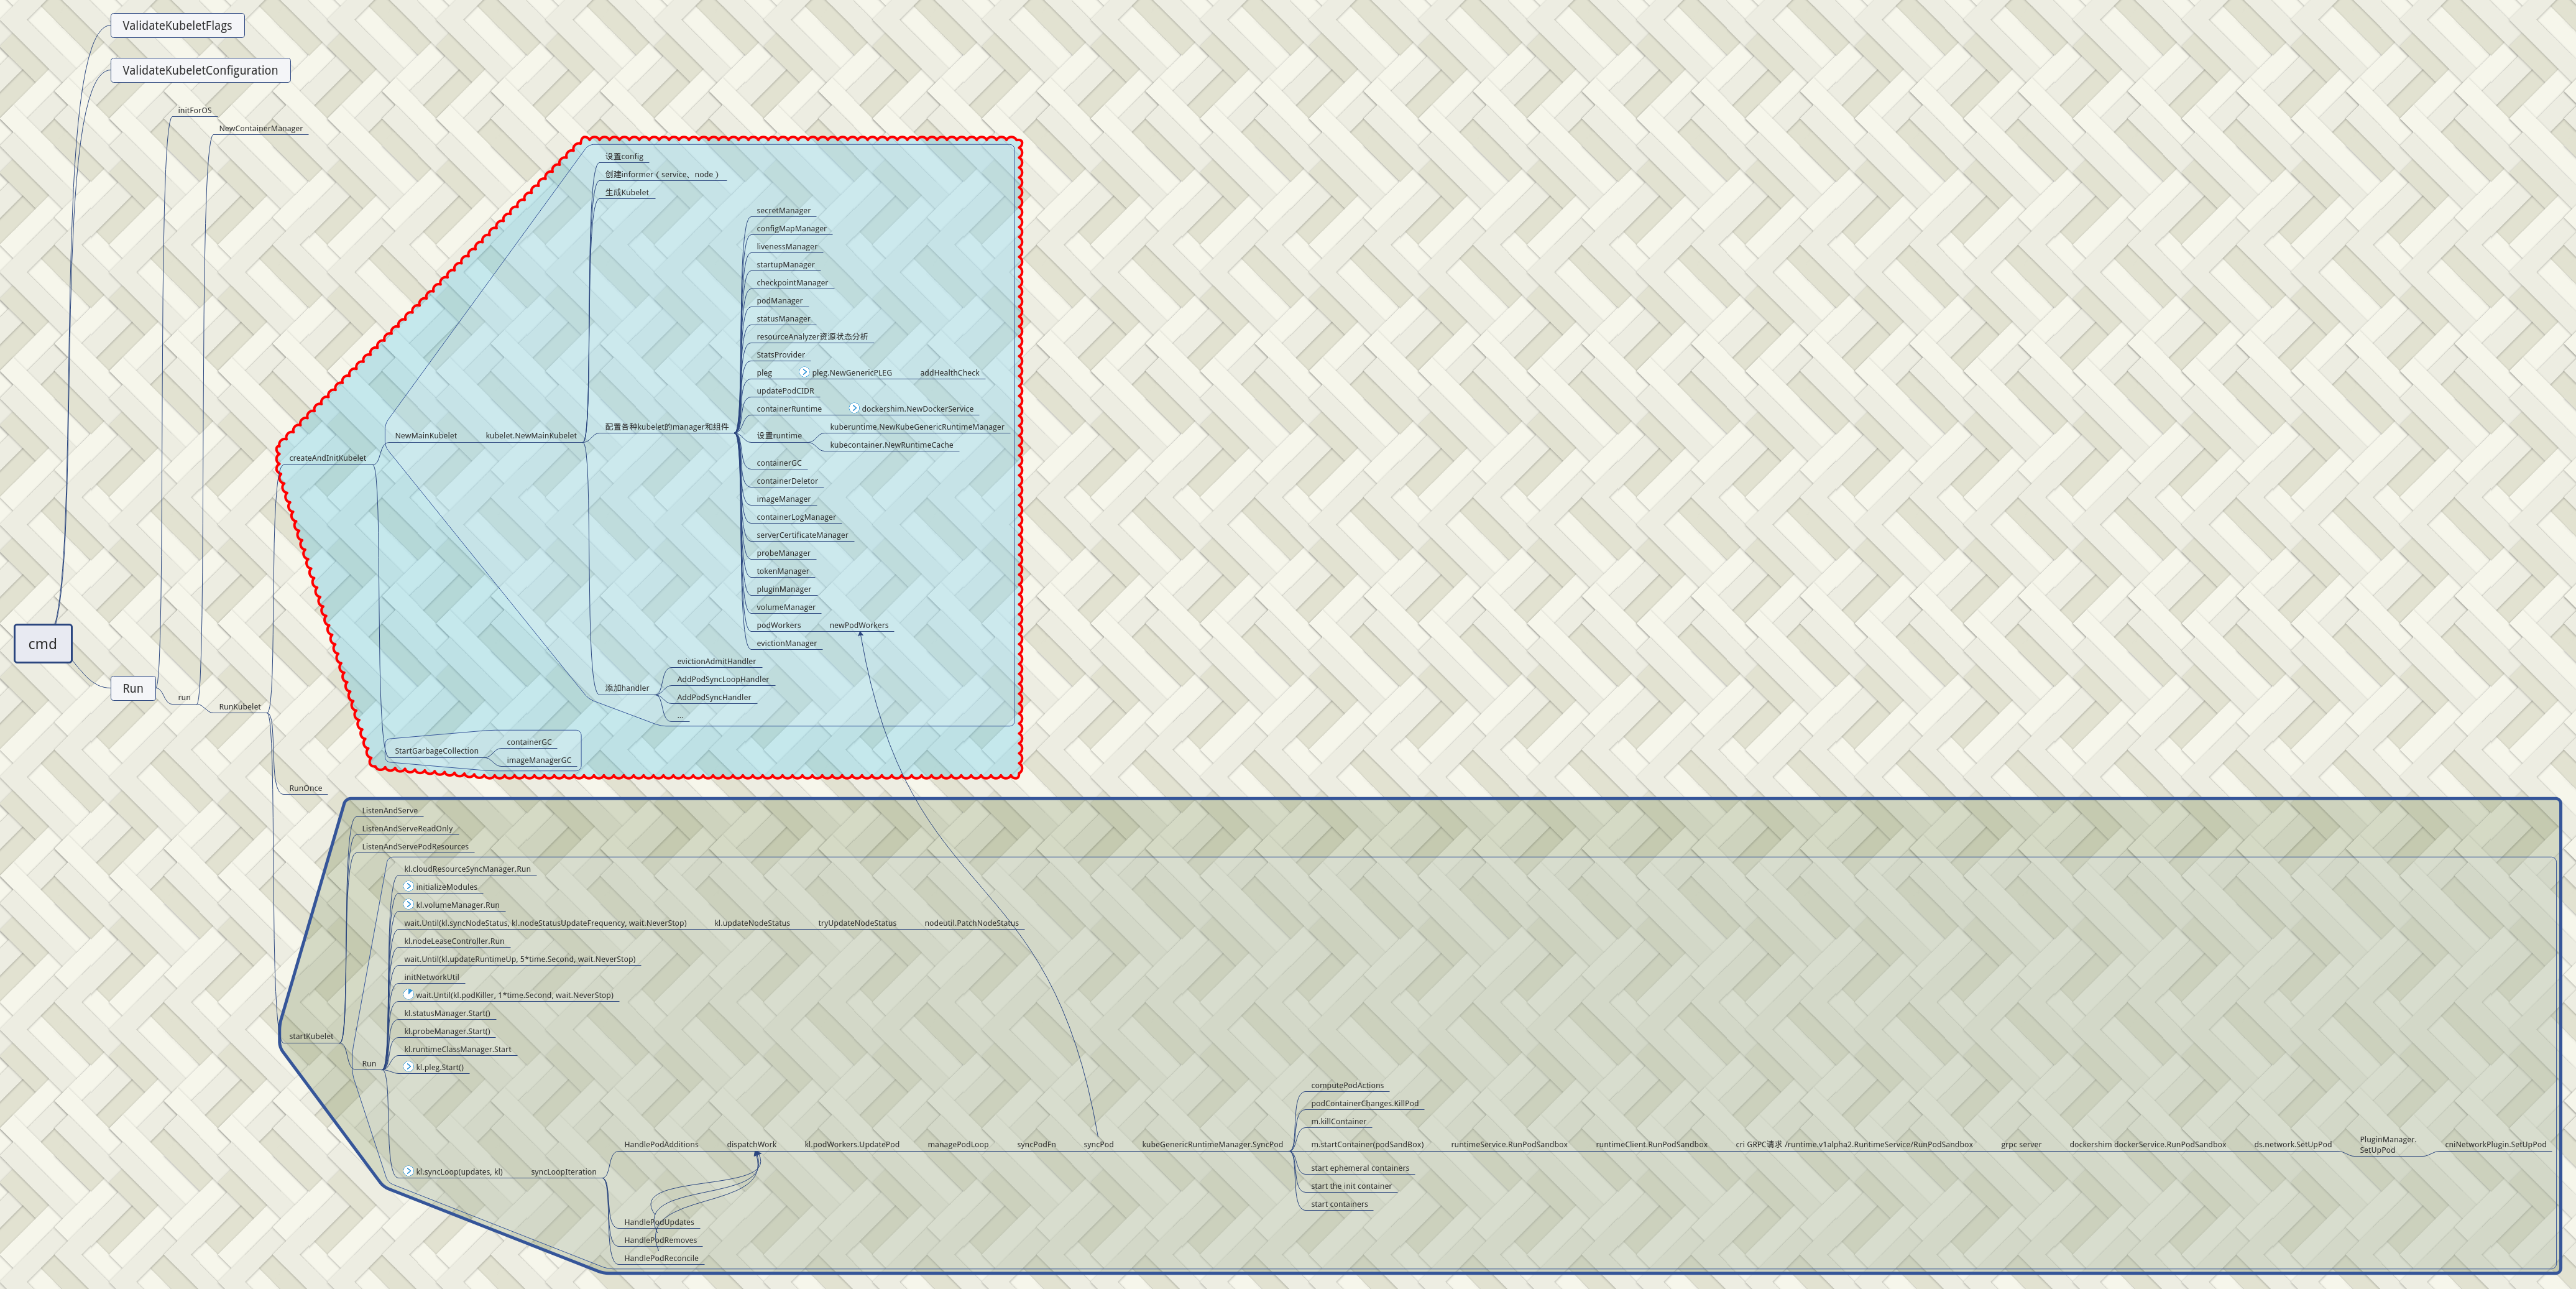 ValidateKubeletFlags
ValidateKubeletConfiguration
initForOS
NewContainerManager
设置config
创建informer（service、node）
生成Kubelet
secretManager
configMapManager
livenessManager
startupManager
checkpointManager
podManager
statusManager
resourceAnalyzer资源状态分析
StatsProvider
pleg
pleg.NewGenericPLEG
addHealthCheck
updatePodCIDR
containerRuntime
dockershim.NewDockerService
NewMainKubelet
kubelet.NewMainKubelet
配置各种kubelet的manager和组件
设置runtime
kuberuntime.NewKubeGenericRuntimeManager
kubecontainer.NewRuntimeCache
createAndInitKubelet
containerGC
containerDeletor
imageManager
containerLogManager
serverCertificateManager
probeManager
tokenManager
pluginManager
volumeManager
podWorkers
newPodWorkers
evictionManager
cmd
evictionAdmitHandler
AddPodSyncLoopHandler
添加handler
AddPodSyncHandler
...
Run
run
RunKubelet
StartGarbageCollection
containerGC
imageManagerGC
RunOnce
ListenAndServe
ListenAndServeReadOnly
ListenAndServePodResources
kl.cloudResourceSyncManager.Run
initializeModules
kl.volumeManager.Run
wait.Until(kl.syncNodeStatus, kl.nodeStatusUpdateFrequency, wait.NeverStop)
kl.updateNodeStatus
tryUpdateNodeStatus
nodeutil.PatchNodeStatus
kl.nodeLeaseController.Run
wait.Until(kl.updateRuntimeUp, 5*time.Second, wait.NeverStop)
initNetworkUtil
wait.Until(kl.podKiller, 1*time.Second, wait.NeverStop)
kl.statusManager.Start()
kl.probeManager.Start()
startKubelet
kl.runtimeClassManager.Start
Run
kl.pleg.Start()
computePodActions
podContainerChanges.KillPod
m.killContainer
HandlePodAdditions
dispatchWork
kl.podWorkers.UpdatePod
managePodLoop
syncPodFn
syncPod
kubeGenericRuntimeManager.SyncPod
m.startContainer(podSandBox)
runtimeService.RunPodSandbox
runtimeClient.RunPodSandbox
cri GRPC请求 /runtime.v1alpha2.RuntimeService/RunPodSandbox
grpc server
dockershim dockerService.RunPodSandbox
ds.network.SetUpPod
PluginManager.
SetUpPod
cniNetworkPlugin.SetUpPod
kl.syncLoop(updates, kl)
syncLoopIteration
start ephemeral containers
start the init container
start containers
HandlePodUpdates
HandlePodRemoves
HandlePodReconcile